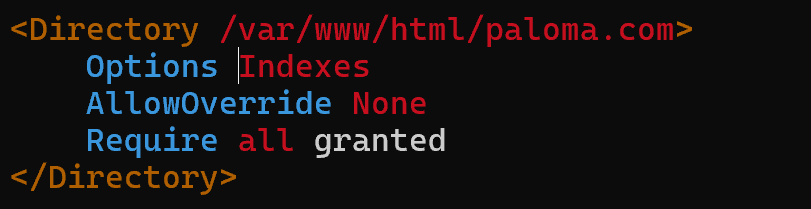 <Directory /var/www/html/paloma.com>
    Options Indexes
    AllowOverride None
    Require all granted
</Directory>